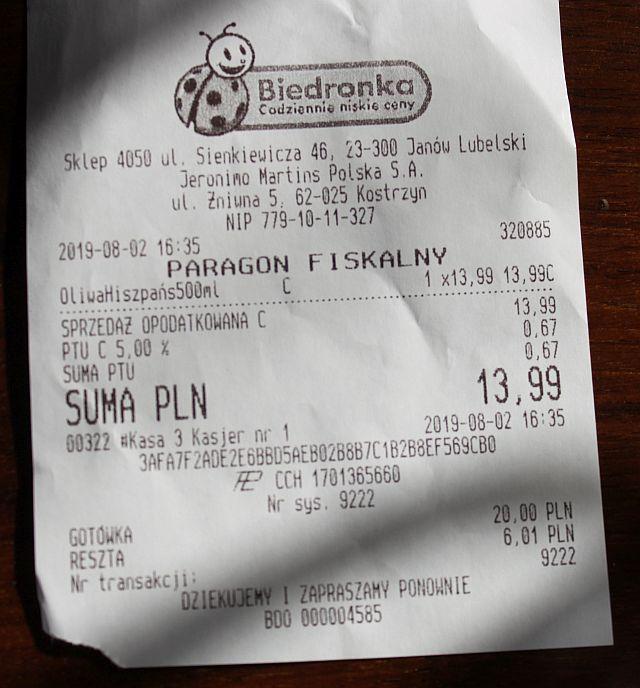 Biedronka
Codziennie niskie ceny
Sklep 4050 ul. Sienkiewicza 46, 23-300 Janów Lubelski
Jeronimo Martins Polska S.A.
ul. Żniwna 5, 62-025 Kostrzyn
NIP 779-10-11-327
2019-08-02 16:35 320885
PARAGON FISKALNY
OliwaHiszpańs500ml C 1 x13,99 13,99C
SPRZEDAŻ OPODATKOWANA C 13,99
PTU C 5,00 % 0,67
SUMA PTU 0,67
SUMA PLN 13,99
00322 #Kasa 3 Kasjer nr 1 2019-08-02 16:35
3AFA7F2ADE2E6BBD5AEB02B8B7C1B2B8EF569CB0
CCH 1701365660
Nr sys. 9222
GOTÓWKA 20,00 PLN
RESZTA 6,01 PLN
Nr transakcji: 9222
DZIEKUJEMY I ZAPRASZAMY PONOWNIE
BDO 000004585